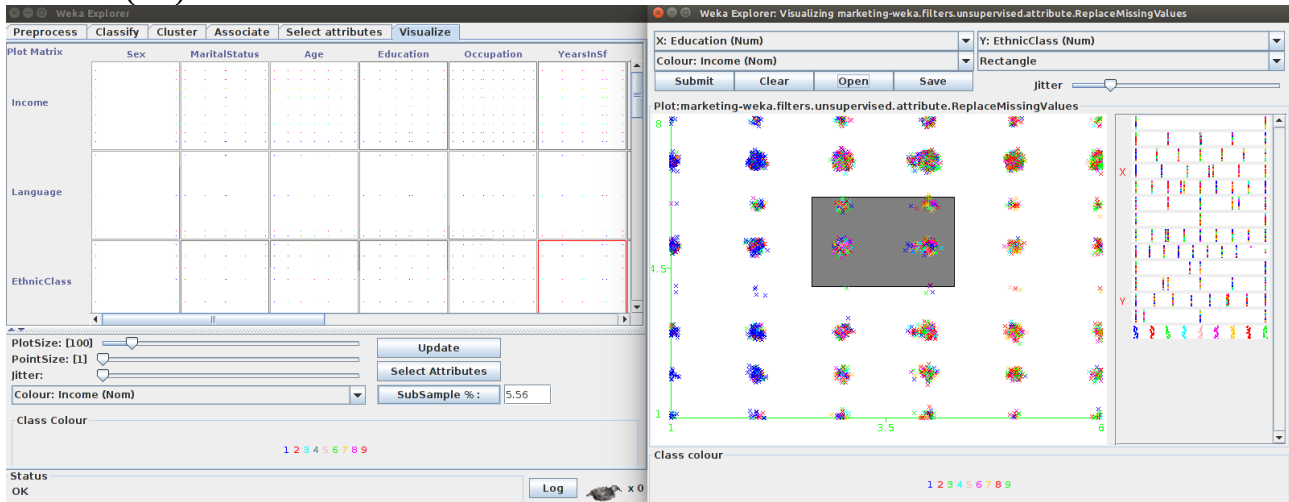 Weka Explorer
Preprocess Classify Cluster Associate Select attributes Visualize
Plot Matrix Sex MaritalStatus Age Education Occupation YearsInSf
Income
Language
EthnicClass
PlotSize: [100]
PointSize: [1]
Jitter:
Update
Select Attributes
Colour: Income (Nom) SubSample % : 5.56
Class Colour
1 2 3 4 5 6 7 8 9
Status
OK
Log x 0
Weka Explorer: Visualizing marketing-weka.filters.unsupervised.attribute.ReplaceMissingValues
X: Education (Num) Y: EthnicClass (Num)
Colour: Income (Nom) Rectangle
Submit Clear Open Save Jitter
Plot:marketing-weka.filters.unsupervised.attribute.ReplaceMissingValues
8
X
4.5
Y
1
1 3.5 6
Class colour
1 2 3 4 5 6 7 8 9